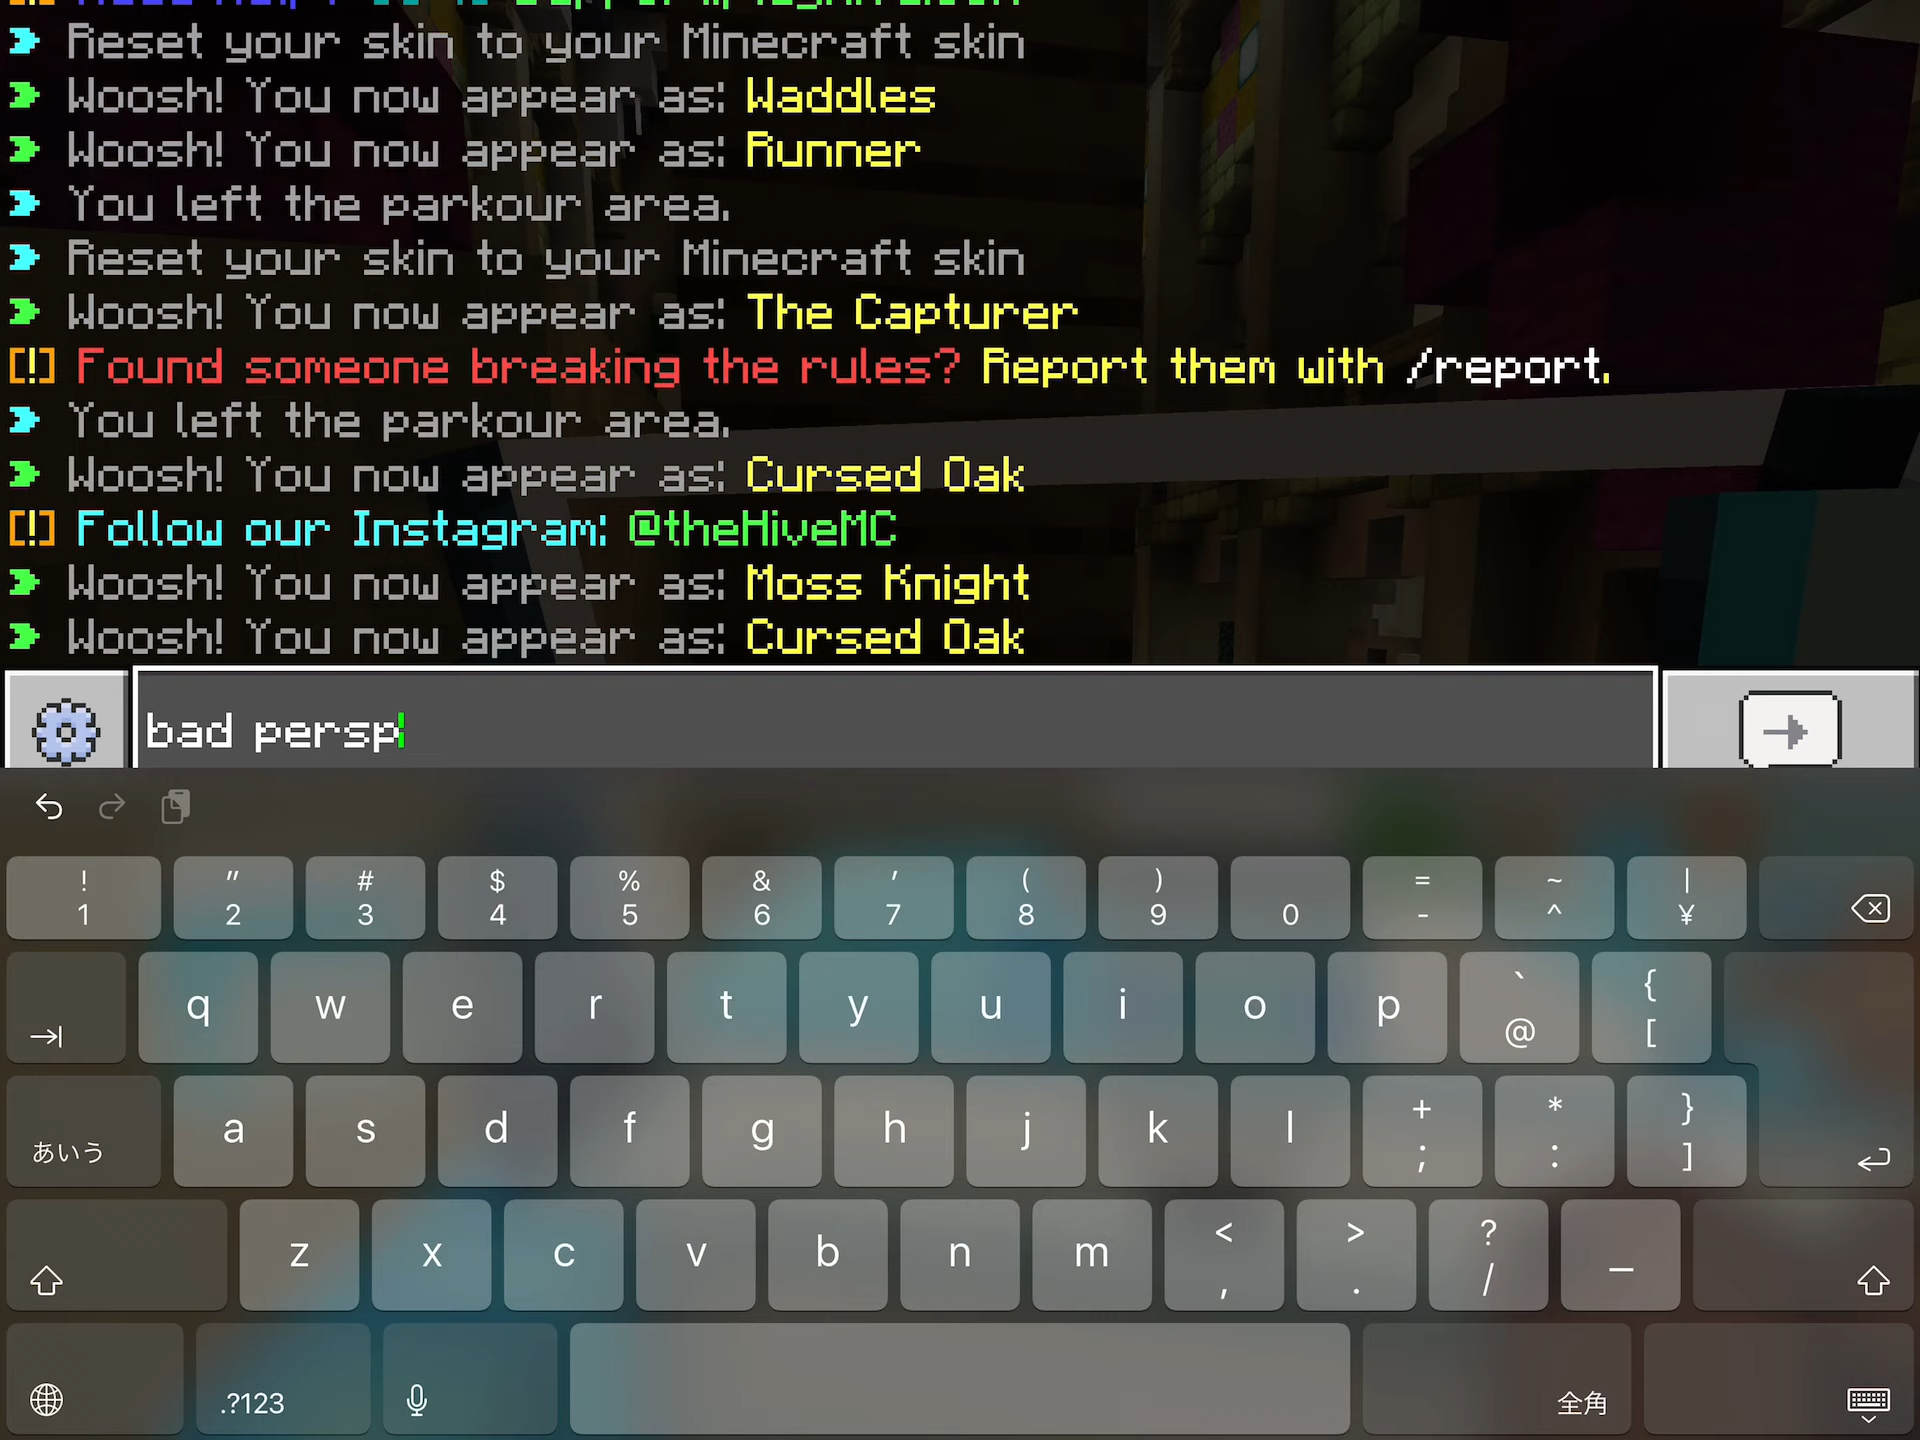 Reset your skin to your Minecraft skin
Woosh! You now appear as: Waddles
Woosh! You now appear as: Runner
You left the parkour area.
Reset your skin to your Minecraft skin
Woosh! You now appear as: The Capturer
[!] Found someone breaking the rules? Report them with /report.
You left the parkour area.
Woosh! You now appear as: Cursed Oak
[!] Follow our Instagram: @theHiveMC
Woosh! You now appear as: Moss Knight
Woosh! You now appear as: Cursed Oak
bad persp
! " # $ % & ' ( ) = ~ |
1 2 3 4 5 6 7 8 9 0 - ^ ¥
q w e r t y u i o p ` @ { [
あいう a s d f g h j k l + ; * : } ]
z x c v b n m < , > . ? / _
.?123 全角